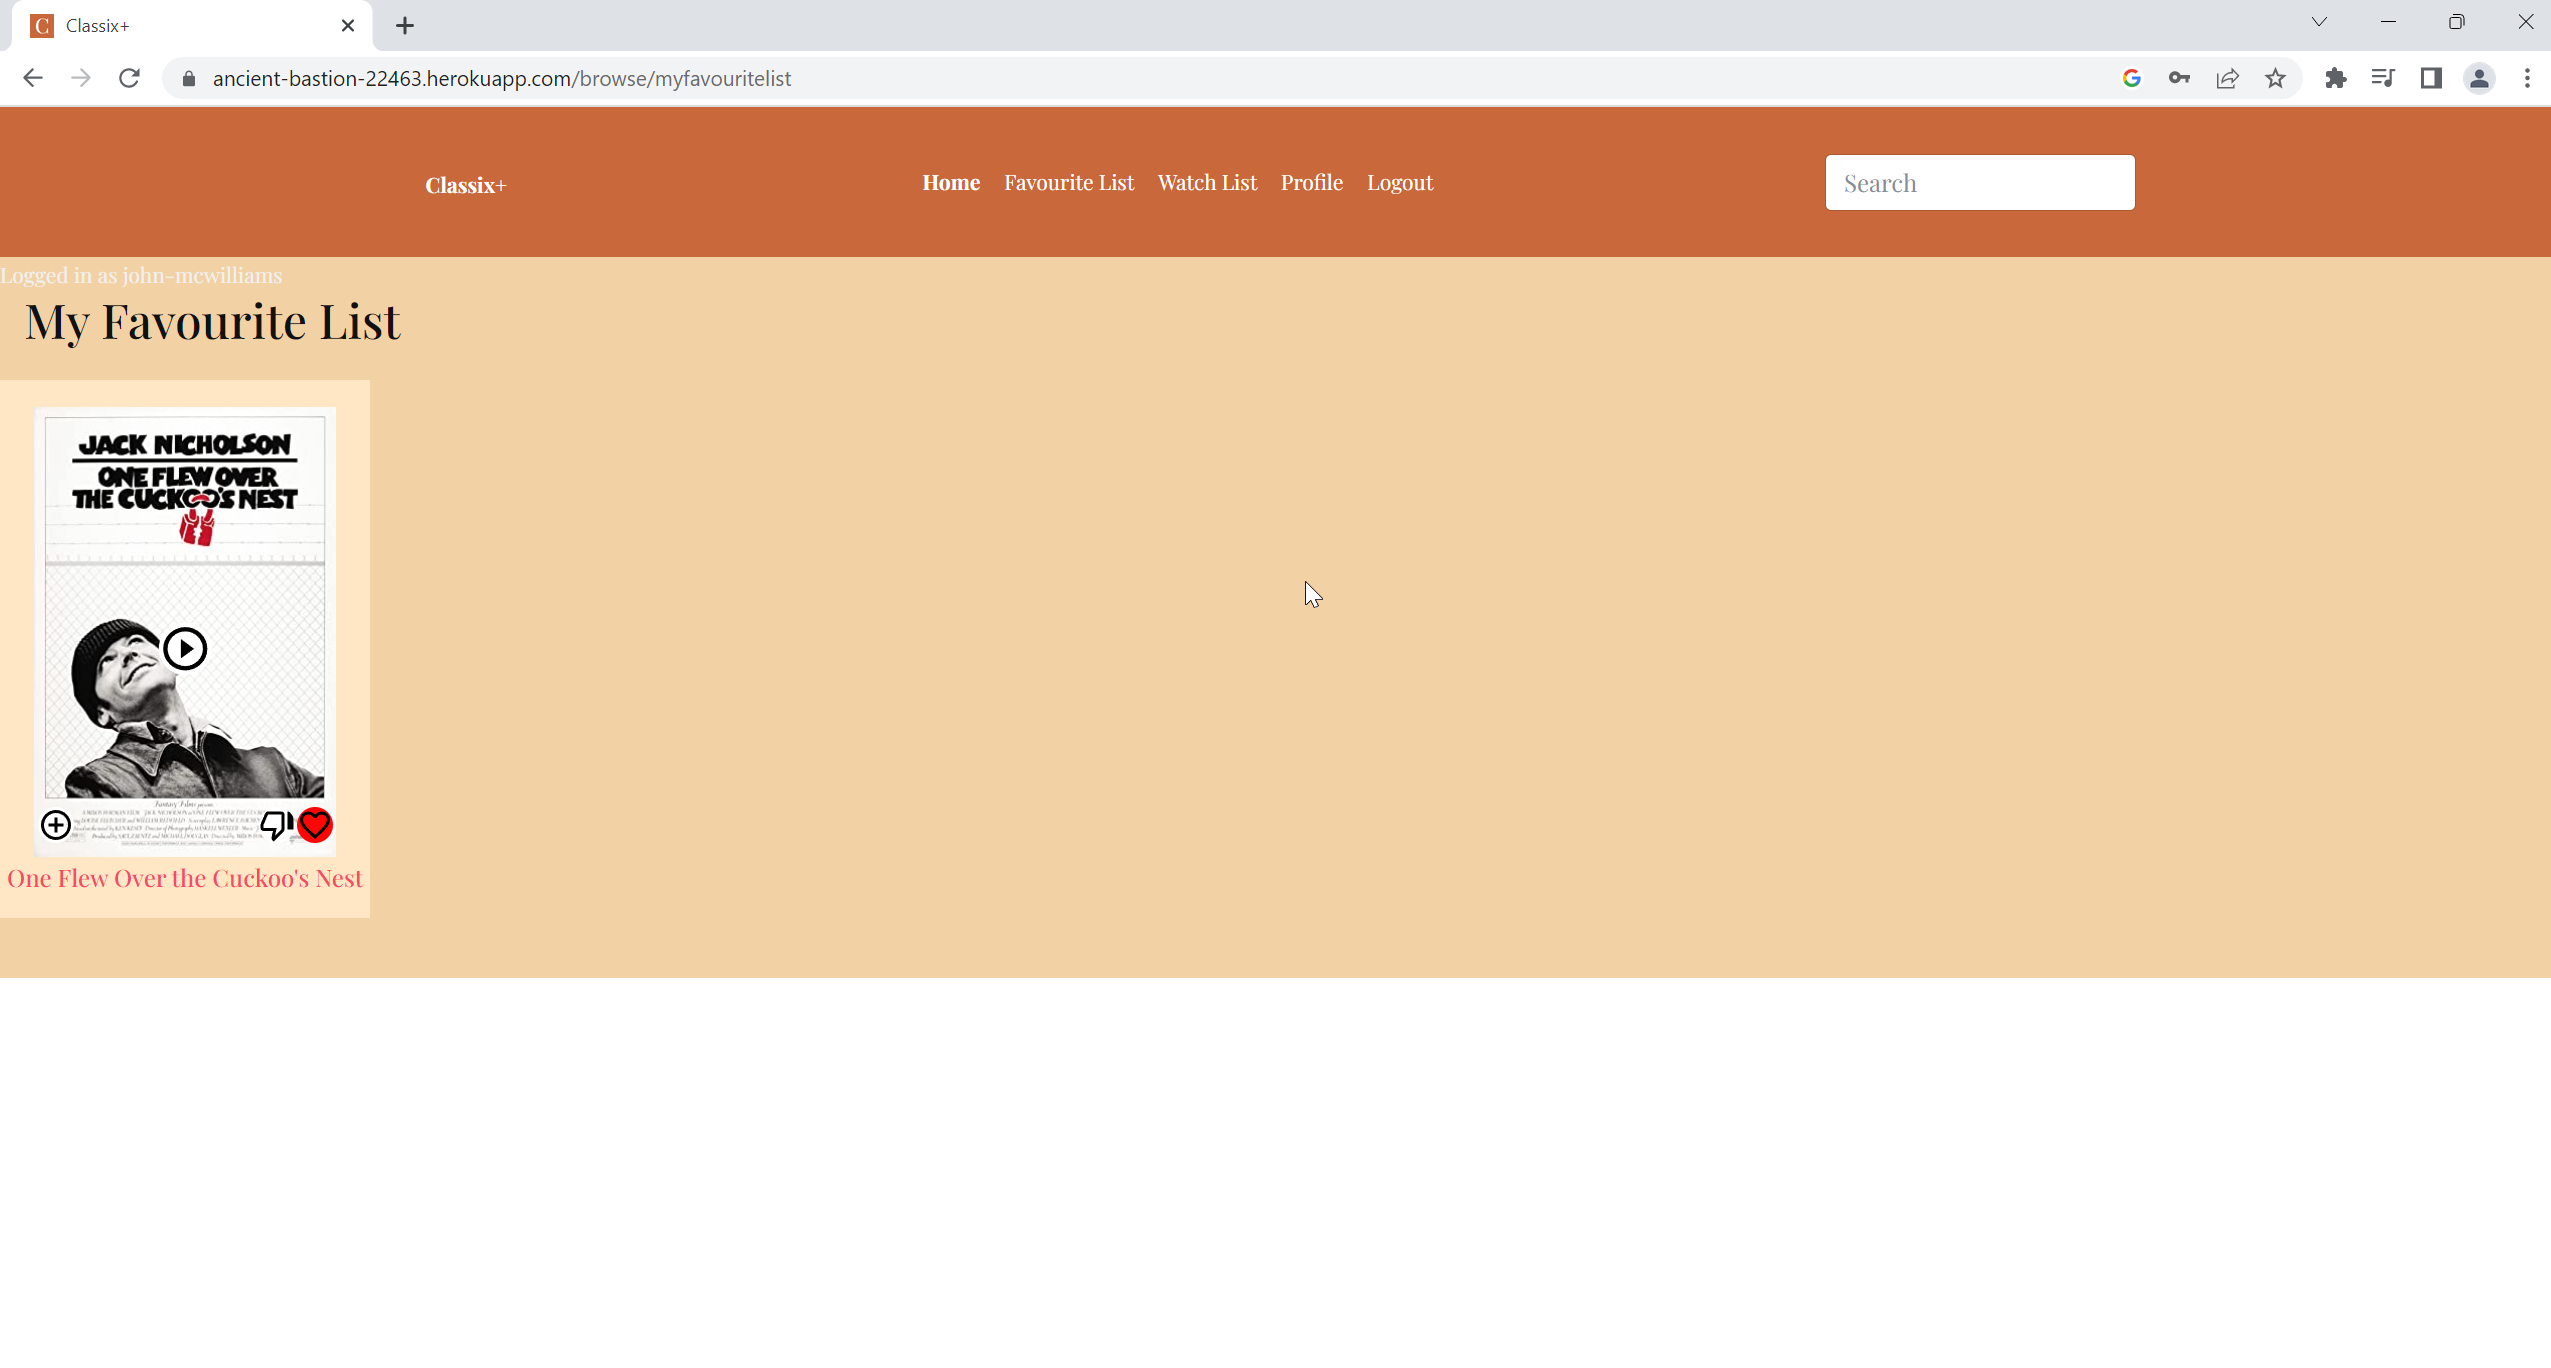 C Classix+
ancient-bastion-22463.herokuapp.com/browse/myfavouritelist
Classix+ Home Favourite List Watch List Profile Logout Search
Logged in as john-mcwilliams
My Favourite List
JACK NICHOLSON
ONE FLEW OVER
THE CUCKOO'S NEST
One Flew Over the Cuckoo's Nest